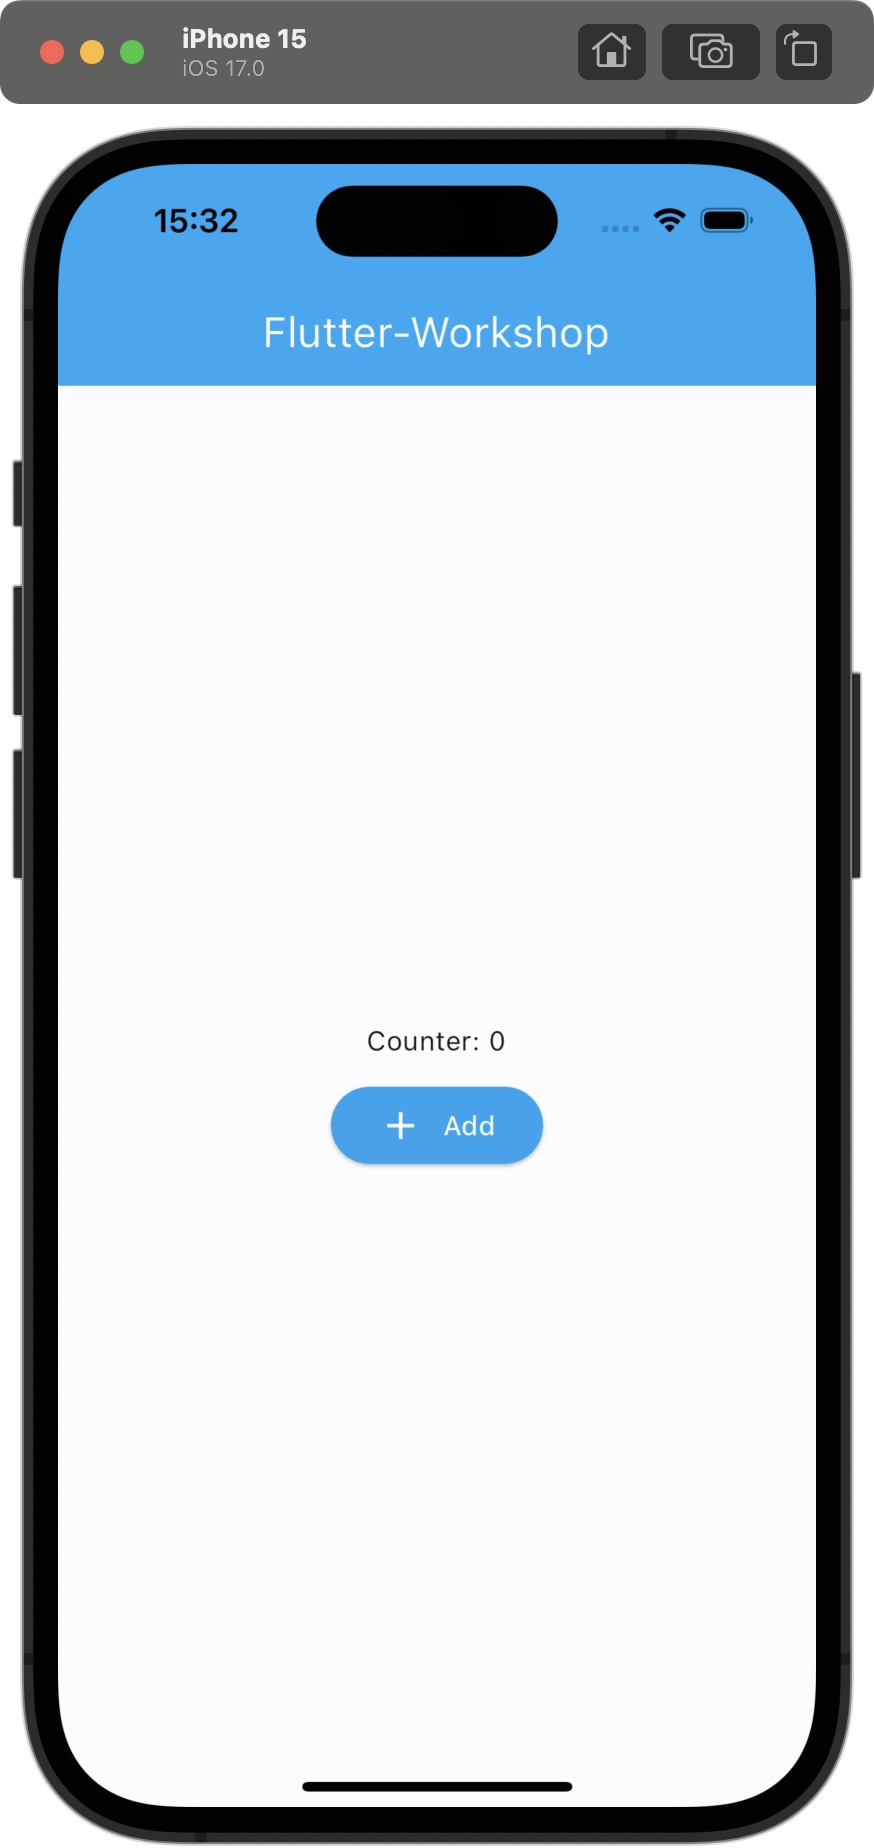 iPhone 15
iOS 17.0
15:32
Flutter-Workshop
Counter: 0
Add